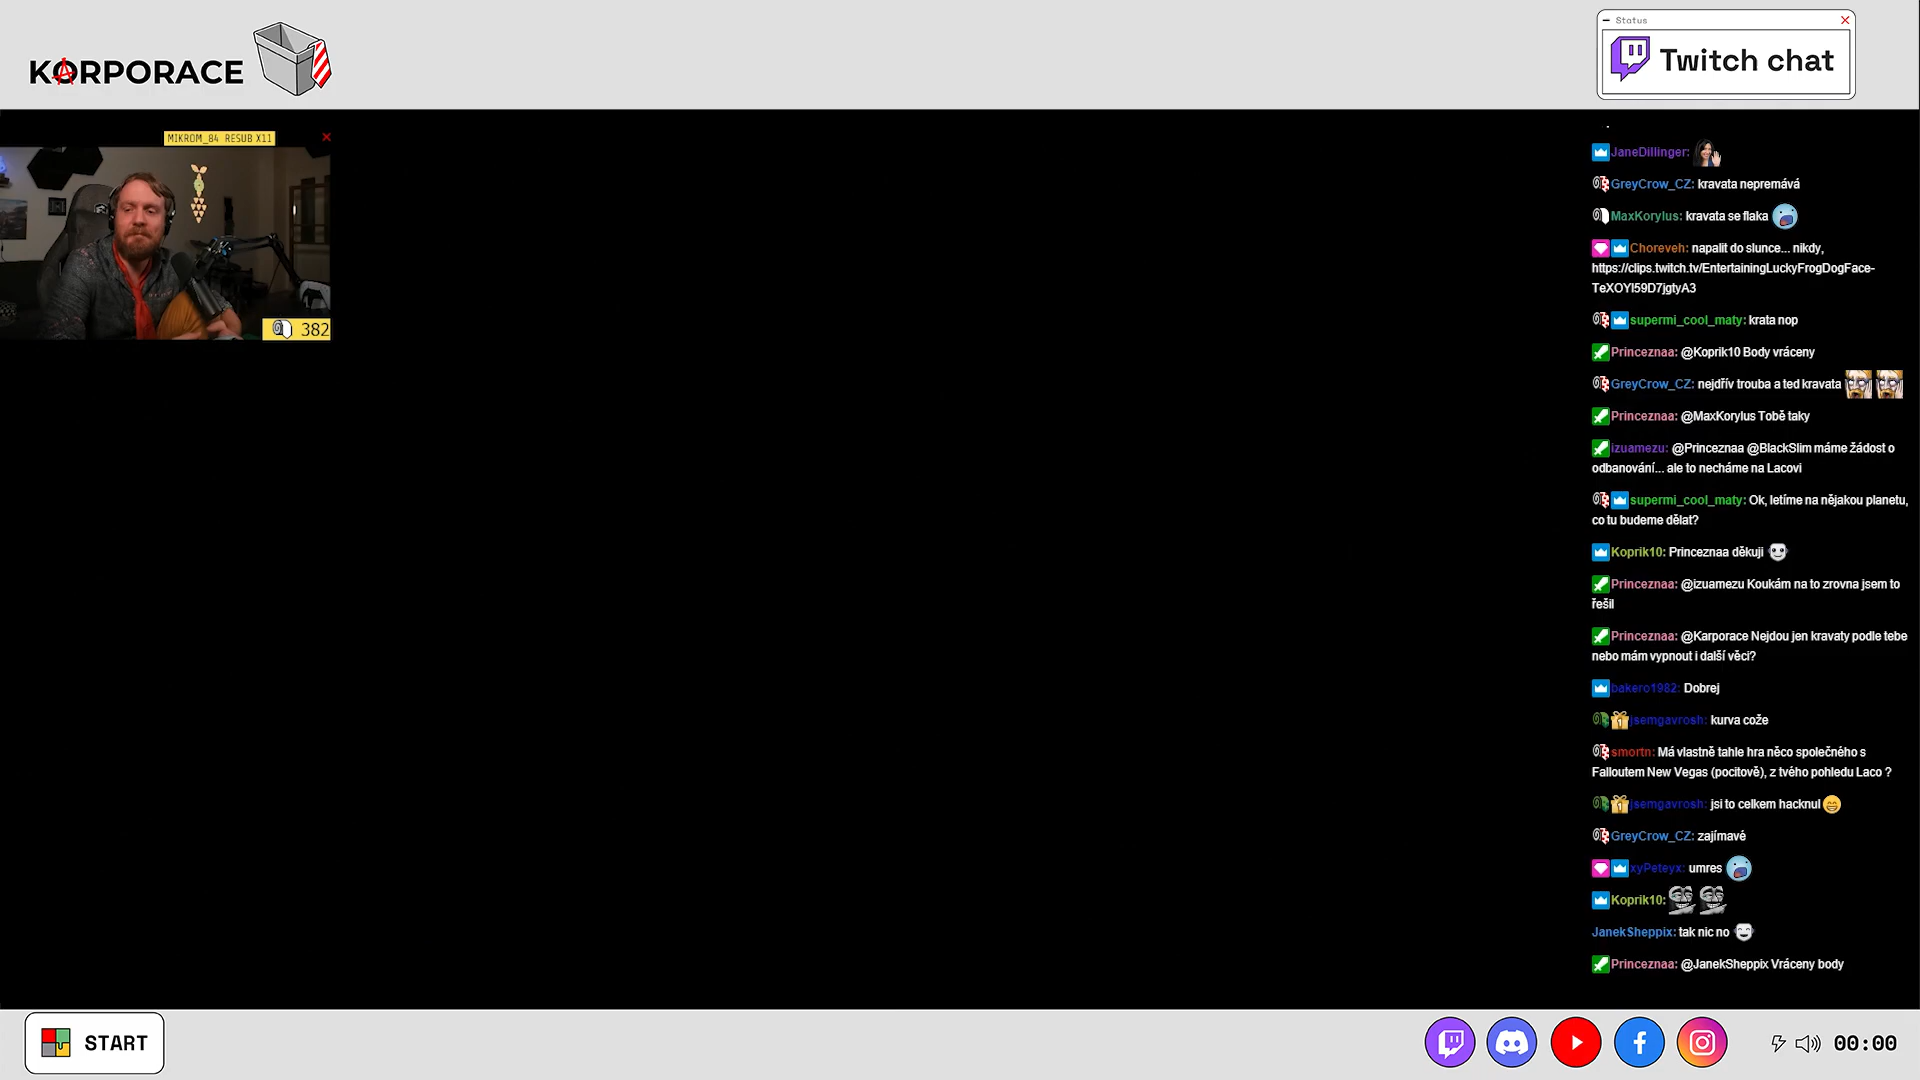 KORPORACE
Status
Twitch chat
MIKROM_84 RESUB X11
382
JaneDillinger:
GreyCrow_CZ: kravata nepremává
MaxKorylus: kravata se flaka
Choreveh: napalit do slunce... nikdy,
https://clips.twitch.tv/EntertainingLuckyFrogDogFace-
TeXOYI59D7jgtyA3
supermi_cool_maty: krata nop
Princeznaa: @Koprik10 Body vráceny
GreyCrow_CZ: nejdřív trouba a ted kravata
Princeznaa: @MaxKorylus Tobě taky
izuamezu: @Princeznaa @BlackSlim máme žádost o
odbanování... ale to necháme na Lacovi
supermi_cool_maty: Ok, letíme na nějakou planetu,
co tu budeme dělat?
Koprik10: Princeznaa děkuji
Princeznaa: @izuamezu Koukám na to zrovna jsem to
řešil
Princeznaa: @Karporace Nejdou jen kravaty podle tebe
nebo mám vypnout i další věci?
bakero1982: Dobrej
jsemgavrosh: kurva cože
smortn: Má vlastně tahle hra něco společného s
Falloutem New Vegas (pocitově), z tvého pohledu Laco ?
jsemgavrosh: jsi to celkem hacknul
GreyCrow_CZ: zajímavé
xyPeteyx: umres
Koprik10:
JanekSheppix: tak nic no
Princeznaa: @JanekSheppix Vráceny body
START
00:00